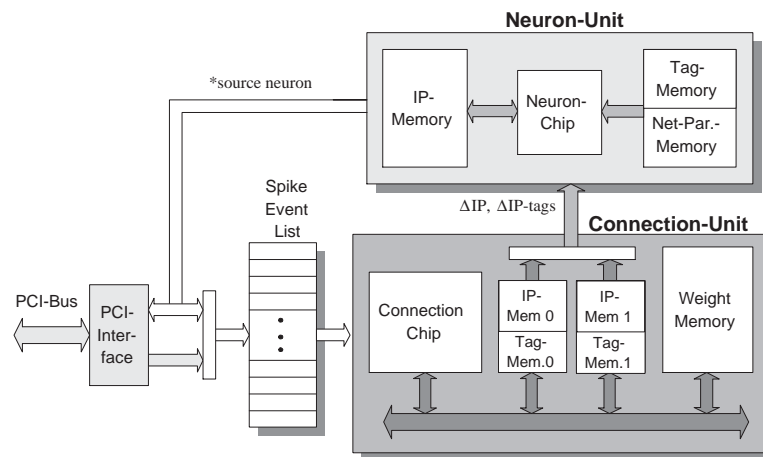 Neuron-Unit
*source neuron
IP-
Memory
Neuron-
Chip
Tag-
Memory
Net-Par.-
Memory
Spike
Event
List
ΔIP, ΔIP-tags
Connection-Unit
PCI-Bus
PCI-
Inter-
face
Connection
Chip
IP-
Mem 0
Tag-
Mem.0
IP-
Mem 1
Tag-
Mem.1
Weight
Memory